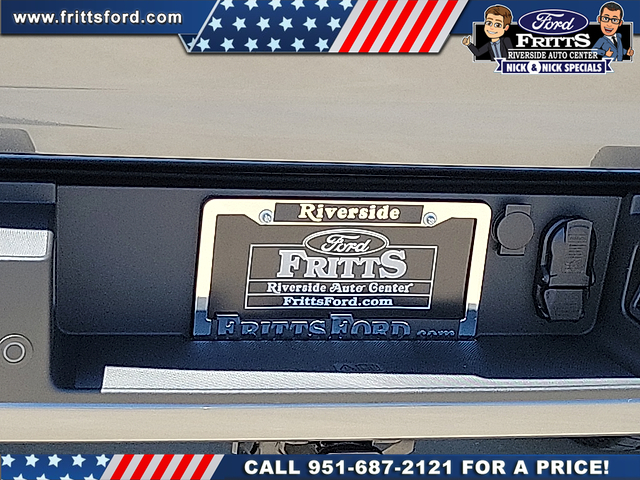 www.frittsford.com
Ford
FRITTS
RIVERSIDE AUTO CENTER
NICK & NICK SPECIALS
Riverside
Ford
FRITTS
Riverside Auto Center
FrittsFord.com
FRITTSFORD.com
CALL 951-687-2121 FOR A PRICE!